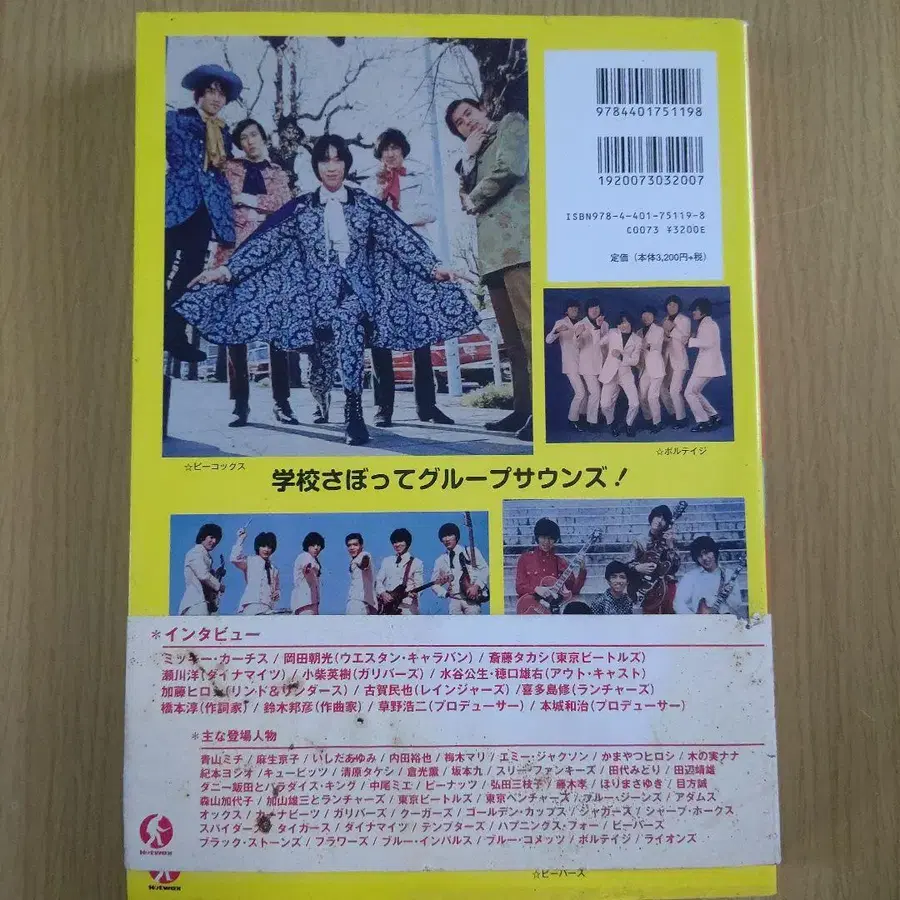 9784401751198
1920073032007
ISBN978-4-401-75119-8
C0073 ¥3200E
定価（本体3,200円+税）
☆ピーコックス
☆ボルテイジ
学校さぼってグループサウンズ！
＊インタビュー
ミッキー・カーチス / 岡田朝光(ウエスタン・キャラバン) / 斎藤タカシ(東京ビートルズ)
瀬川洋(ダイナマイツ) / 小柴英樹(ガリバーズ) / 水谷公生・穂口雄右(アウト・キャスト)
加藤ヒロシ(リンド&リンダース) / 古賀民也(レインジャーズ) /喜多島修(ランチャーズ)
橋本淳(作詞家) / 鈴木邦彦(作曲家) / 草野浩二(プロデューサー) / 本城和治(プロデューサー)
＊主な登場人物
青山ミチ / 麻生京子 / いしだあゆみ / 内田裕也 / 梅木マリ / エミー・ジャクソン / かまやつヒロシ / 木の実ナナ
紀本ヨシオ /キューピッツ / 清原タケシ / 倉光薫 / 坂本九 / スリー・ファンキーズ / 田代みどり / 田辺靖雄
ダニー飯田とパラダイス・キング / 中尾ミエ / ピーナッツ / 弘田三枝子 / 藤木孝 / ほりまさゆき / 目方誠
森山加代子 / 加山雄三とランチャーズ / 東京ビートルズ / 東京ベンチャーズ / ブルー・ジーンズ / アダムス
オックス / カーナビーツ / ガリバーズ / クーガーズ / ゴールデン・カップス / ジャガーズ / シャープ・ホークス
スパイダース / タイガース / ダイナマイツ / テンプターズ / ハプニングス・フォー / ビーバーズ
ブラック・ストーンズ / フラワーズ / ブルー・インパルス / ブルー・コメッツ / ボルテイジ / ライオンズ
HOTWAX
HOTWAX
☆ビーバーズ